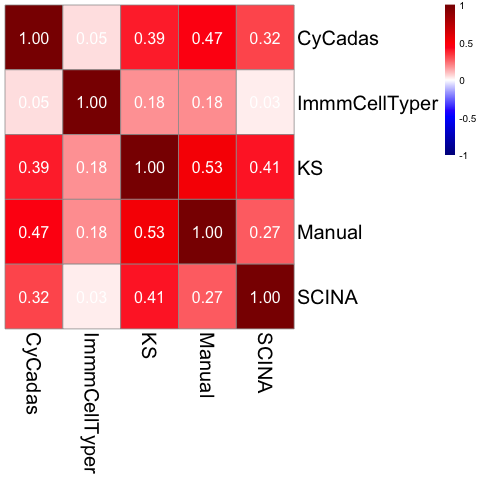 1.00 0.05 0.39 0.47 0.32 CyCadas
0.05 1.00 0.18 0.18 0.03 ImmmCellTyper
0.39 0.18 1.00 0.53 0.41 KS
0.47 0.18 0.53 1.00 0.27 Manual
0.32 0.03 0.41 0.27 1.00 SCINA
CyCadas
ImmmCellTyper
KS
Manual
SCINA
1
0.5
0
-0.5
-1